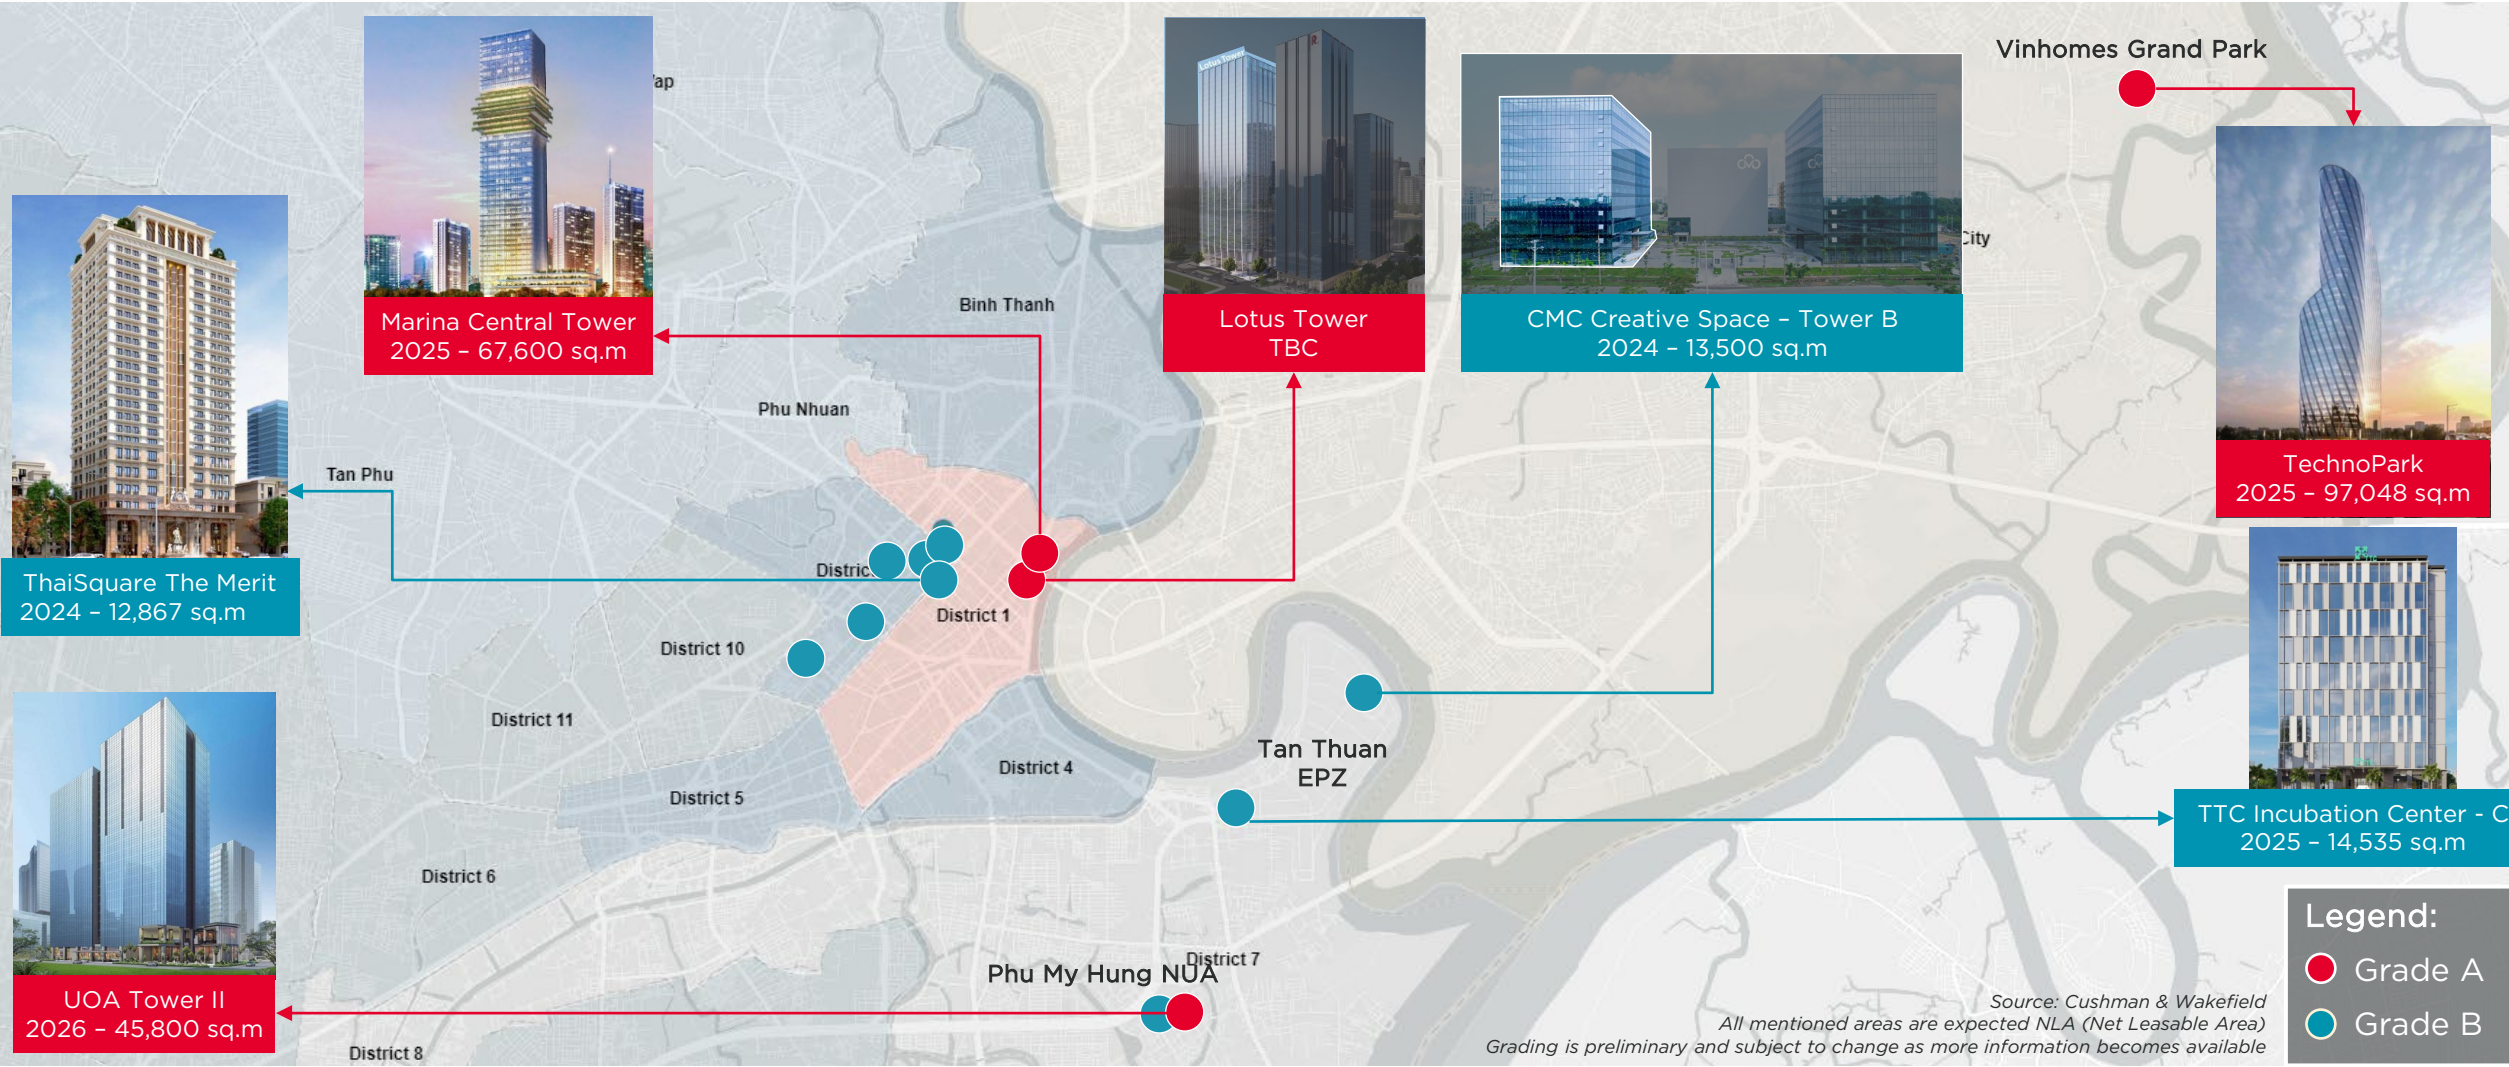 Vinhomes Grand Park
Lotus Tower
Marina Central Tower
2025 – 67,600 sq.m
Lotus Tower
TBC
CMC Creative Space – Tower B
2024 – 13,500 sq.m
City
Binh Thanh
Phu Nhuan
Tan Phu
TechnoPark
2025 – 97,048 sq.m
ThaiSquare The Merit
2024 – 12,867 sq.m
District 1
District 10
District 11
Tan Thuan
EPZ
District 4
District 5
TTC Incubation Center - C
2025 – 14,535 sq.m
District 6
District 7
Phu My Hung NUA
UOA Tower II
2026 – 45,800 sq.m
District 8
Legend:
Grade A
Grade B
Source: Cushman & Wakefield
All mentioned areas are expected NLA (Net Leasable Area)
Grading is preliminary and subject to change as more information becomes available